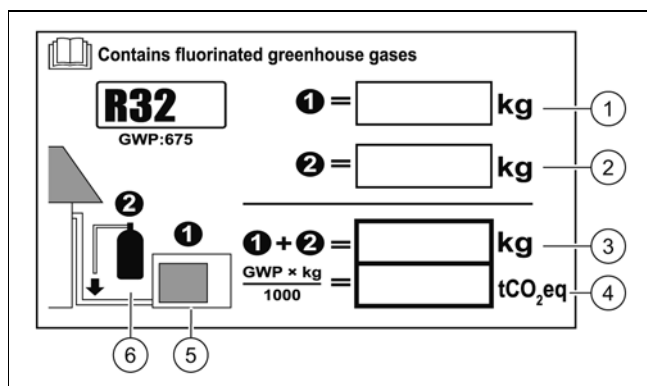 Contains fluorinated greenhouse gases
R32
GWP:675
❶ = kg ①
❷ = kg ②
❷
❶
❶+❷ = kg ③
GWP × kg
1000
= tCO₂eq ④
⑥ ⑤